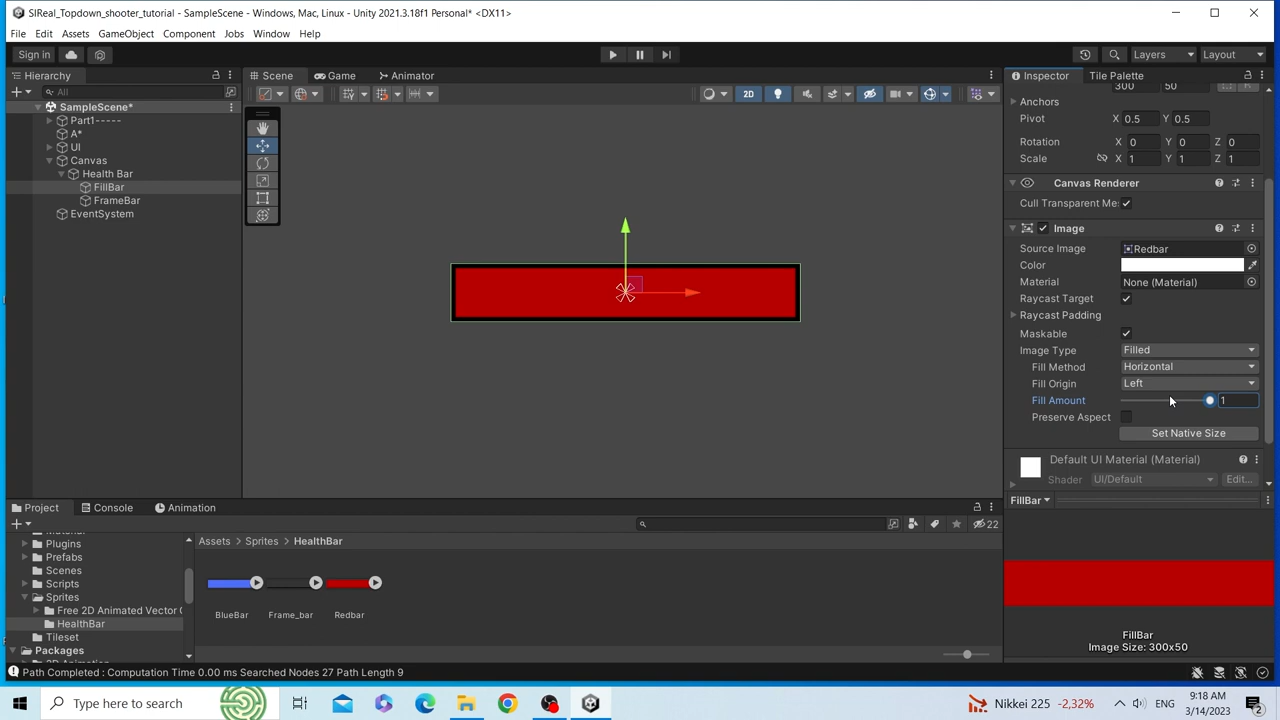 SIReal_Topdown_shooter_tutorial - SampleScene - Windows, Mac, Linux - Unity 2021.3.18f1 Personal* <DX11>
File Edit Assets GameObject Component Jobs Window Help
Sign in Layers Layout
Hierarchy Scene Game Animator Inspector Tile Palette
All 2D
SampleScene*
Part1-----
A*
UI
Canvas
Health Bar
FillBar
FrameBar
EventSystem
300 50
Anchors
Pivot X 0.5 Y 0.5
Rotation X 0 Y 0 Z 0
Scale X 1 Y 1 Z 1
Canvas Renderer
Cull Transparent Me
Image
Source Image Redbar
Color
Material None (Material)
Raycast Target
Raycast Padding
Maskable
Image Type Filled
Fill Method Horizontal
Fill Origin Left
Fill Amount 1
Preserve Aspect
Set Native Size
Default UI Material (Material)
Shader UI/Default Edit...
FillBar
FillBar
Image Size: 300x50
Project Console Animation
22
Plugins
Prefabs
Scenes
Scripts
Sprites
Free 2D Animated Vector
HealthBar
Tileset
Packages
Assets Sprites HealthBar
BlueBar Frame_bar Redbar
Path Completed : Computation Time 0.00 ms Searched Nodes 27 Path Length 9
Type here to search
Nikkei 225 -2,32%
9:18 AM
3/14/2023
2